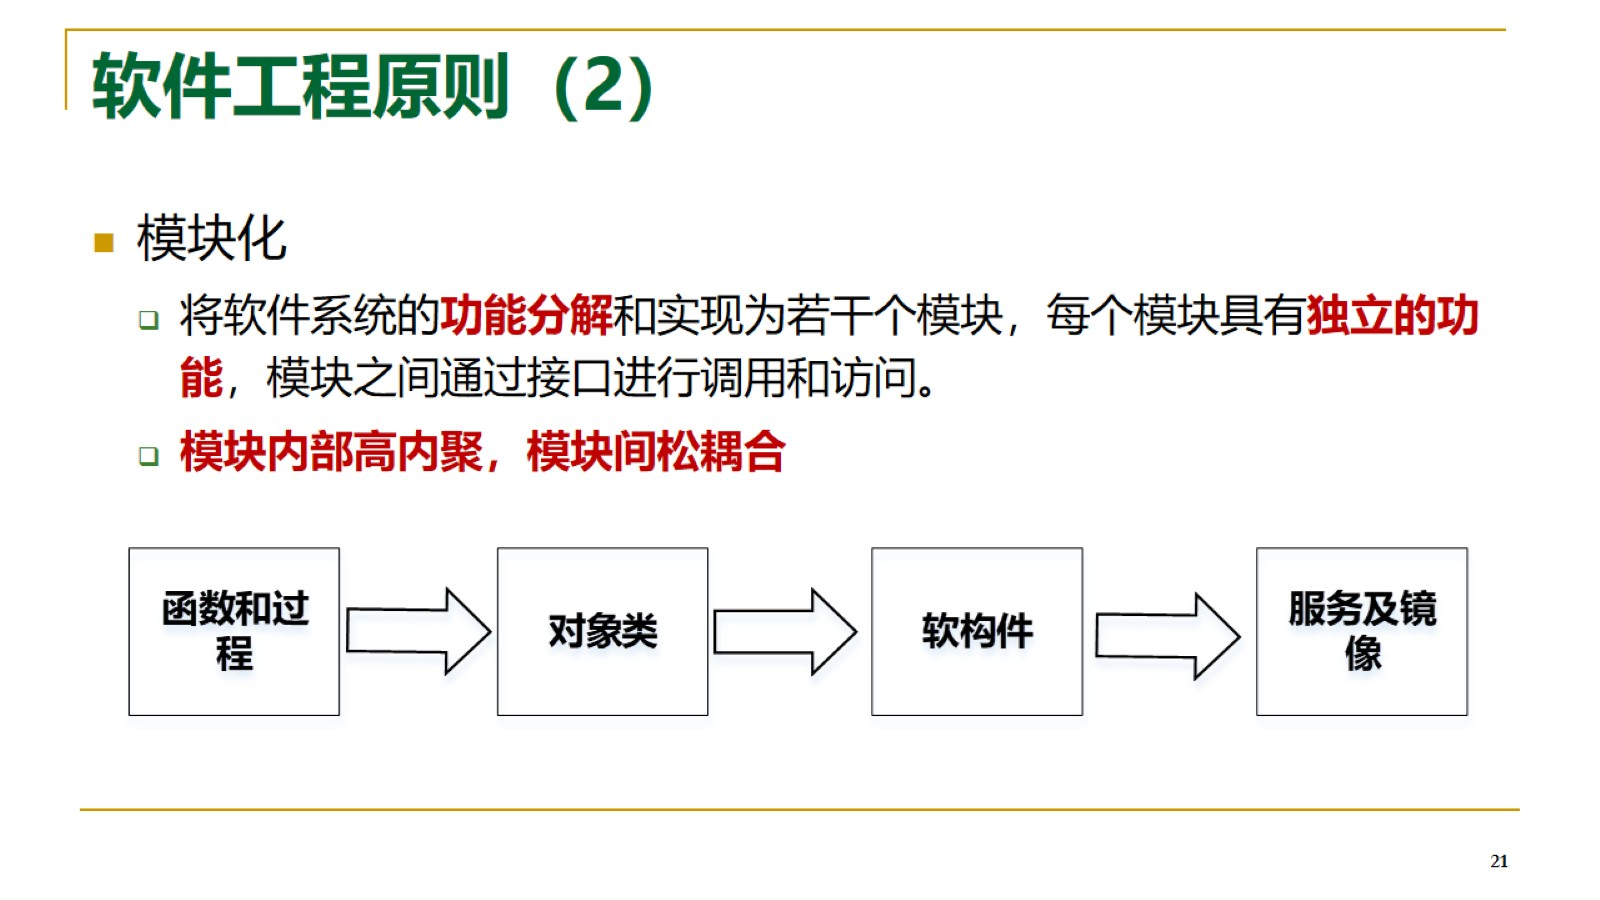 软件工程原则（2）
模块化
将软件系统的功能分解和实现为若干个模块，每个模块具有独立的功
能，模块之间通过接口进行调用和访问。
模块内部高内聚，模块间松耦合
函数和过
程
对象类
软构件
服务及镜
像
21